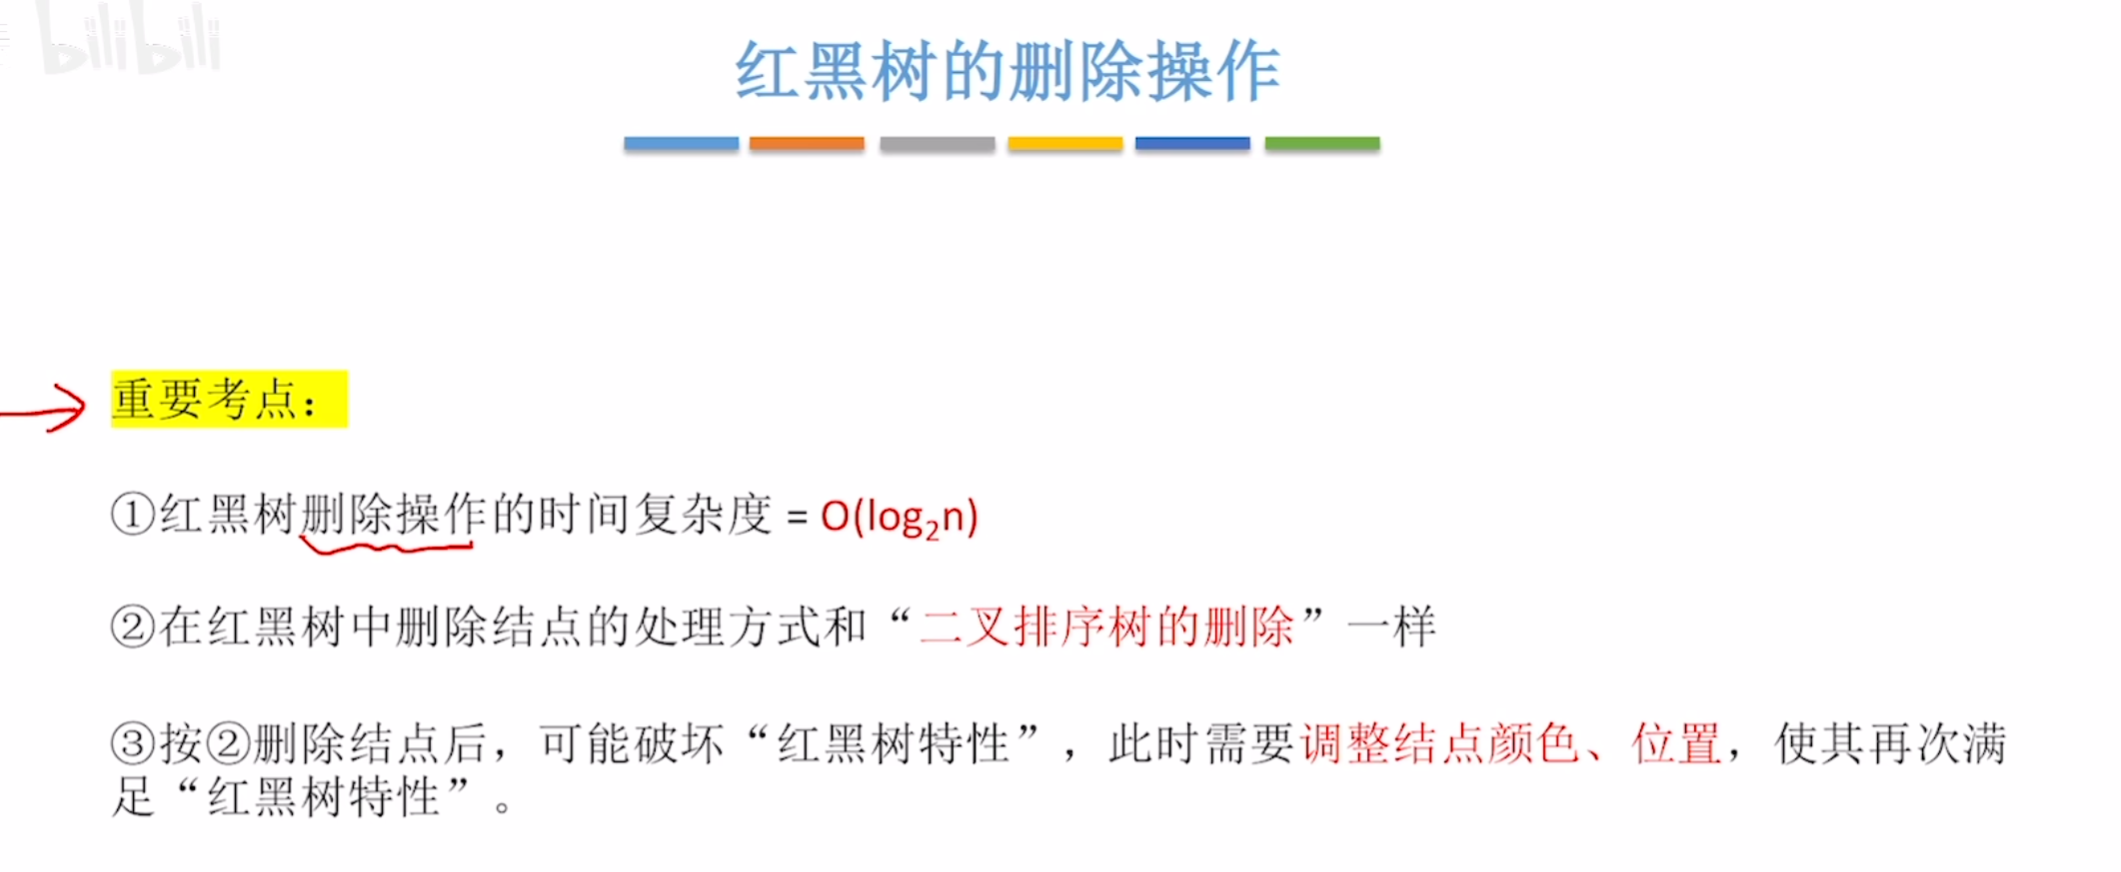 bilibili
红黑树的删除操作
重要考点：
①红黑树删除操作的时间复杂度 = O(log₂n)
②在红黑树中删除结点的处理方式和“二叉排序树的删除”一样
③按②删除结点后，可能破坏“红黑树特性”，此时需要调整结点颜色、位置，使其再次满
足“红黑树特性”。